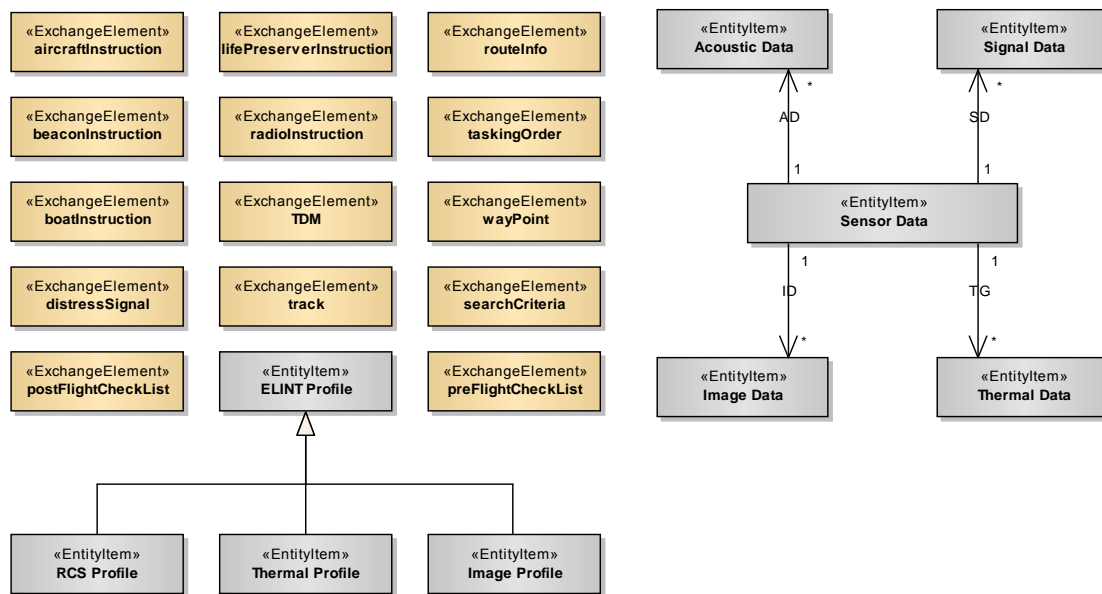 «ExchangeElement»
aircraftInstruction
«ExchangeElement»
lifePreserverInstruction
«ExchangeElement»
routeInfo
«ExchangeElement»
beaconInstruction
«ExchangeElement»
radioInstruction
«ExchangeElement»
taskingOrder
«ExchangeElement»
boatInstruction
«ExchangeElement»
TDM
«ExchangeElement»
wayPoint
«ExchangeElement»
distressSignal
«ExchangeElement»
track
«ExchangeElement»
searchCriteria
«ExchangeElement»
postFlightCheckList
«EntityItem»
ELINT Profile
«ExchangeElement»
preFlightCheckList
«EntityItem»
RCS Profile
«EntityItem»
Thermal Profile
«EntityItem»
Image Profile
«EntityItem»
Acoustic Data
«EntityItem»
Signal Data
*
*
AD
SD
1
1
«EntityItem»
Sensor Data
1
1
ID
TG
*
*
«EntityItem»
Image Data
«EntityItem»
Thermal Data